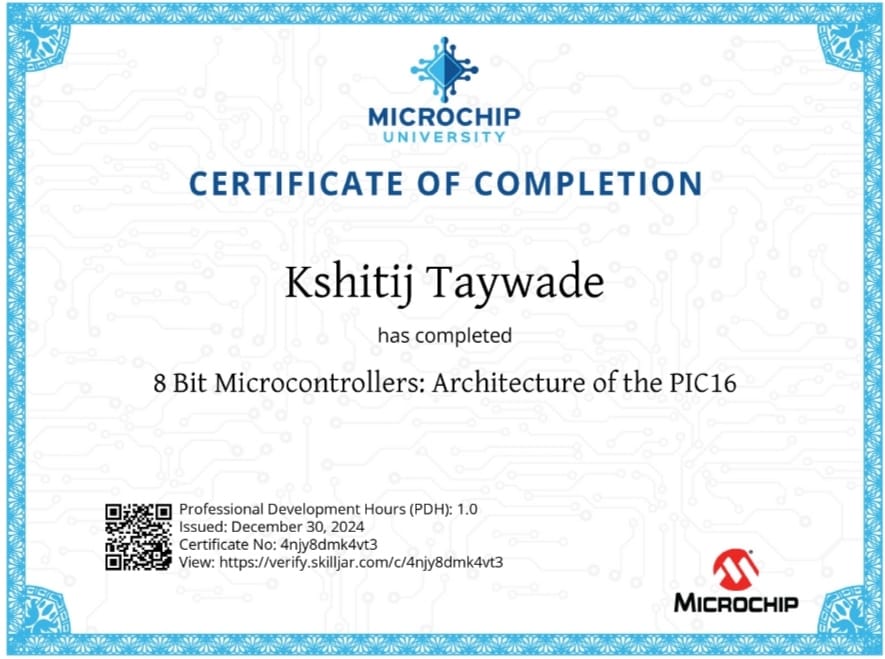 MICROCHIP
UNIVERSITY
CERTIFICATE OF COMPLETION
Kshitij Taywade
has completed
8 Bit Microcontrollers: Architecture of the PIC16
Professional Development Hours (PDH): 1.0
Issued: December 30, 2024
Certificate No: 4njy8dmk4vt3
View: https://verify.skilljar.com/c/4njy8dmk4vt3
MICROCHIP